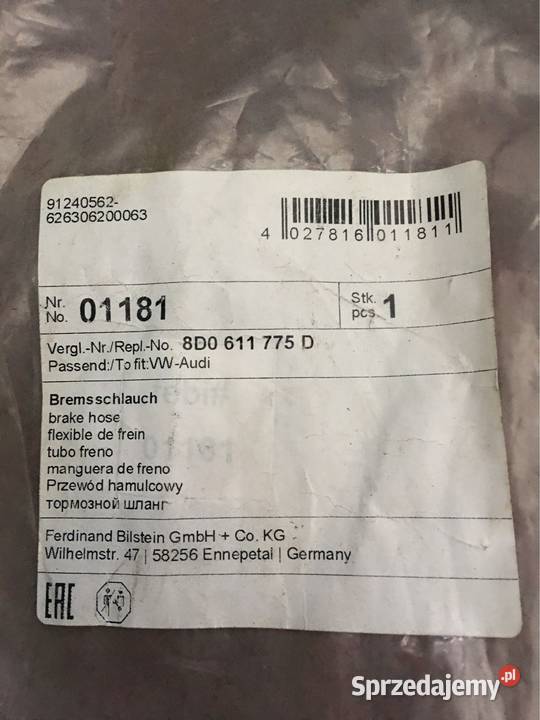 91240562-
626306200063
4 027816 011811
Nr.
No. 01181
Stk.
pcs 1
Vergl.-Nr./Repl.-No. 8D0 611 775 D
Passend:/To fit:VW-Audi
Bremsschlauch
brake hose
flexible de frein
tubo freno
manguera de freno
Przewód hamulcowy
тормозной шланг
Ferdinand Bilstein GmbH + Co. KG
Wilhelmstr. 47 | 58256 Ennepetal | Germany
EAC
Sprzedajemy.pl